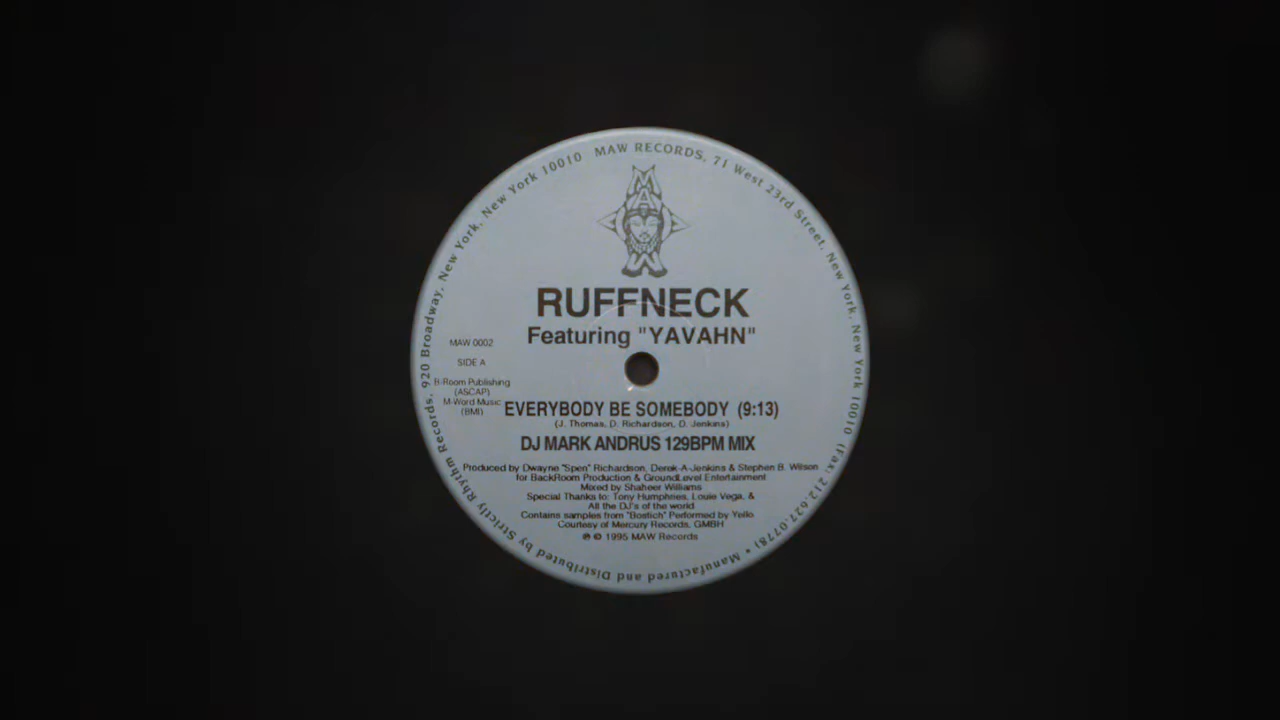 MAW RECORDS, 71 West 23rd Street, New York, New York 10010 (Fax: 212-627-0778) • Manufactured and Distributed by Strictly Rhythm Records. 920 Broadway, New York, New York 10010
MAW
RUFFNECK
Featuring "YAVAHN"
MAW 0002
SIDE A
B-Room Publishing
(ASCAP)
M-Word Music
(BMI)
EVERYBODY BE SOMEBODY (9:13)
(J. Thomas, D. Richardson, D. Jenkins)
DJ MARK ANDRUS 129BPM MIX
Produced by Dwayne "Spen" Richardson, Derek-A-Jenkins & Stephen B. Wilson
for BackRoom Production & GroundLevel Entertainment
Mixed by Shaheer Williams
Special Thanks to: Tony Humphries, Louie Vega, &
All the DJ's of the world
Contains samples from "Bostich" Performed by Yello
Courtesy of Mercury Records, GMBH
℗ © 1995 MAW Records